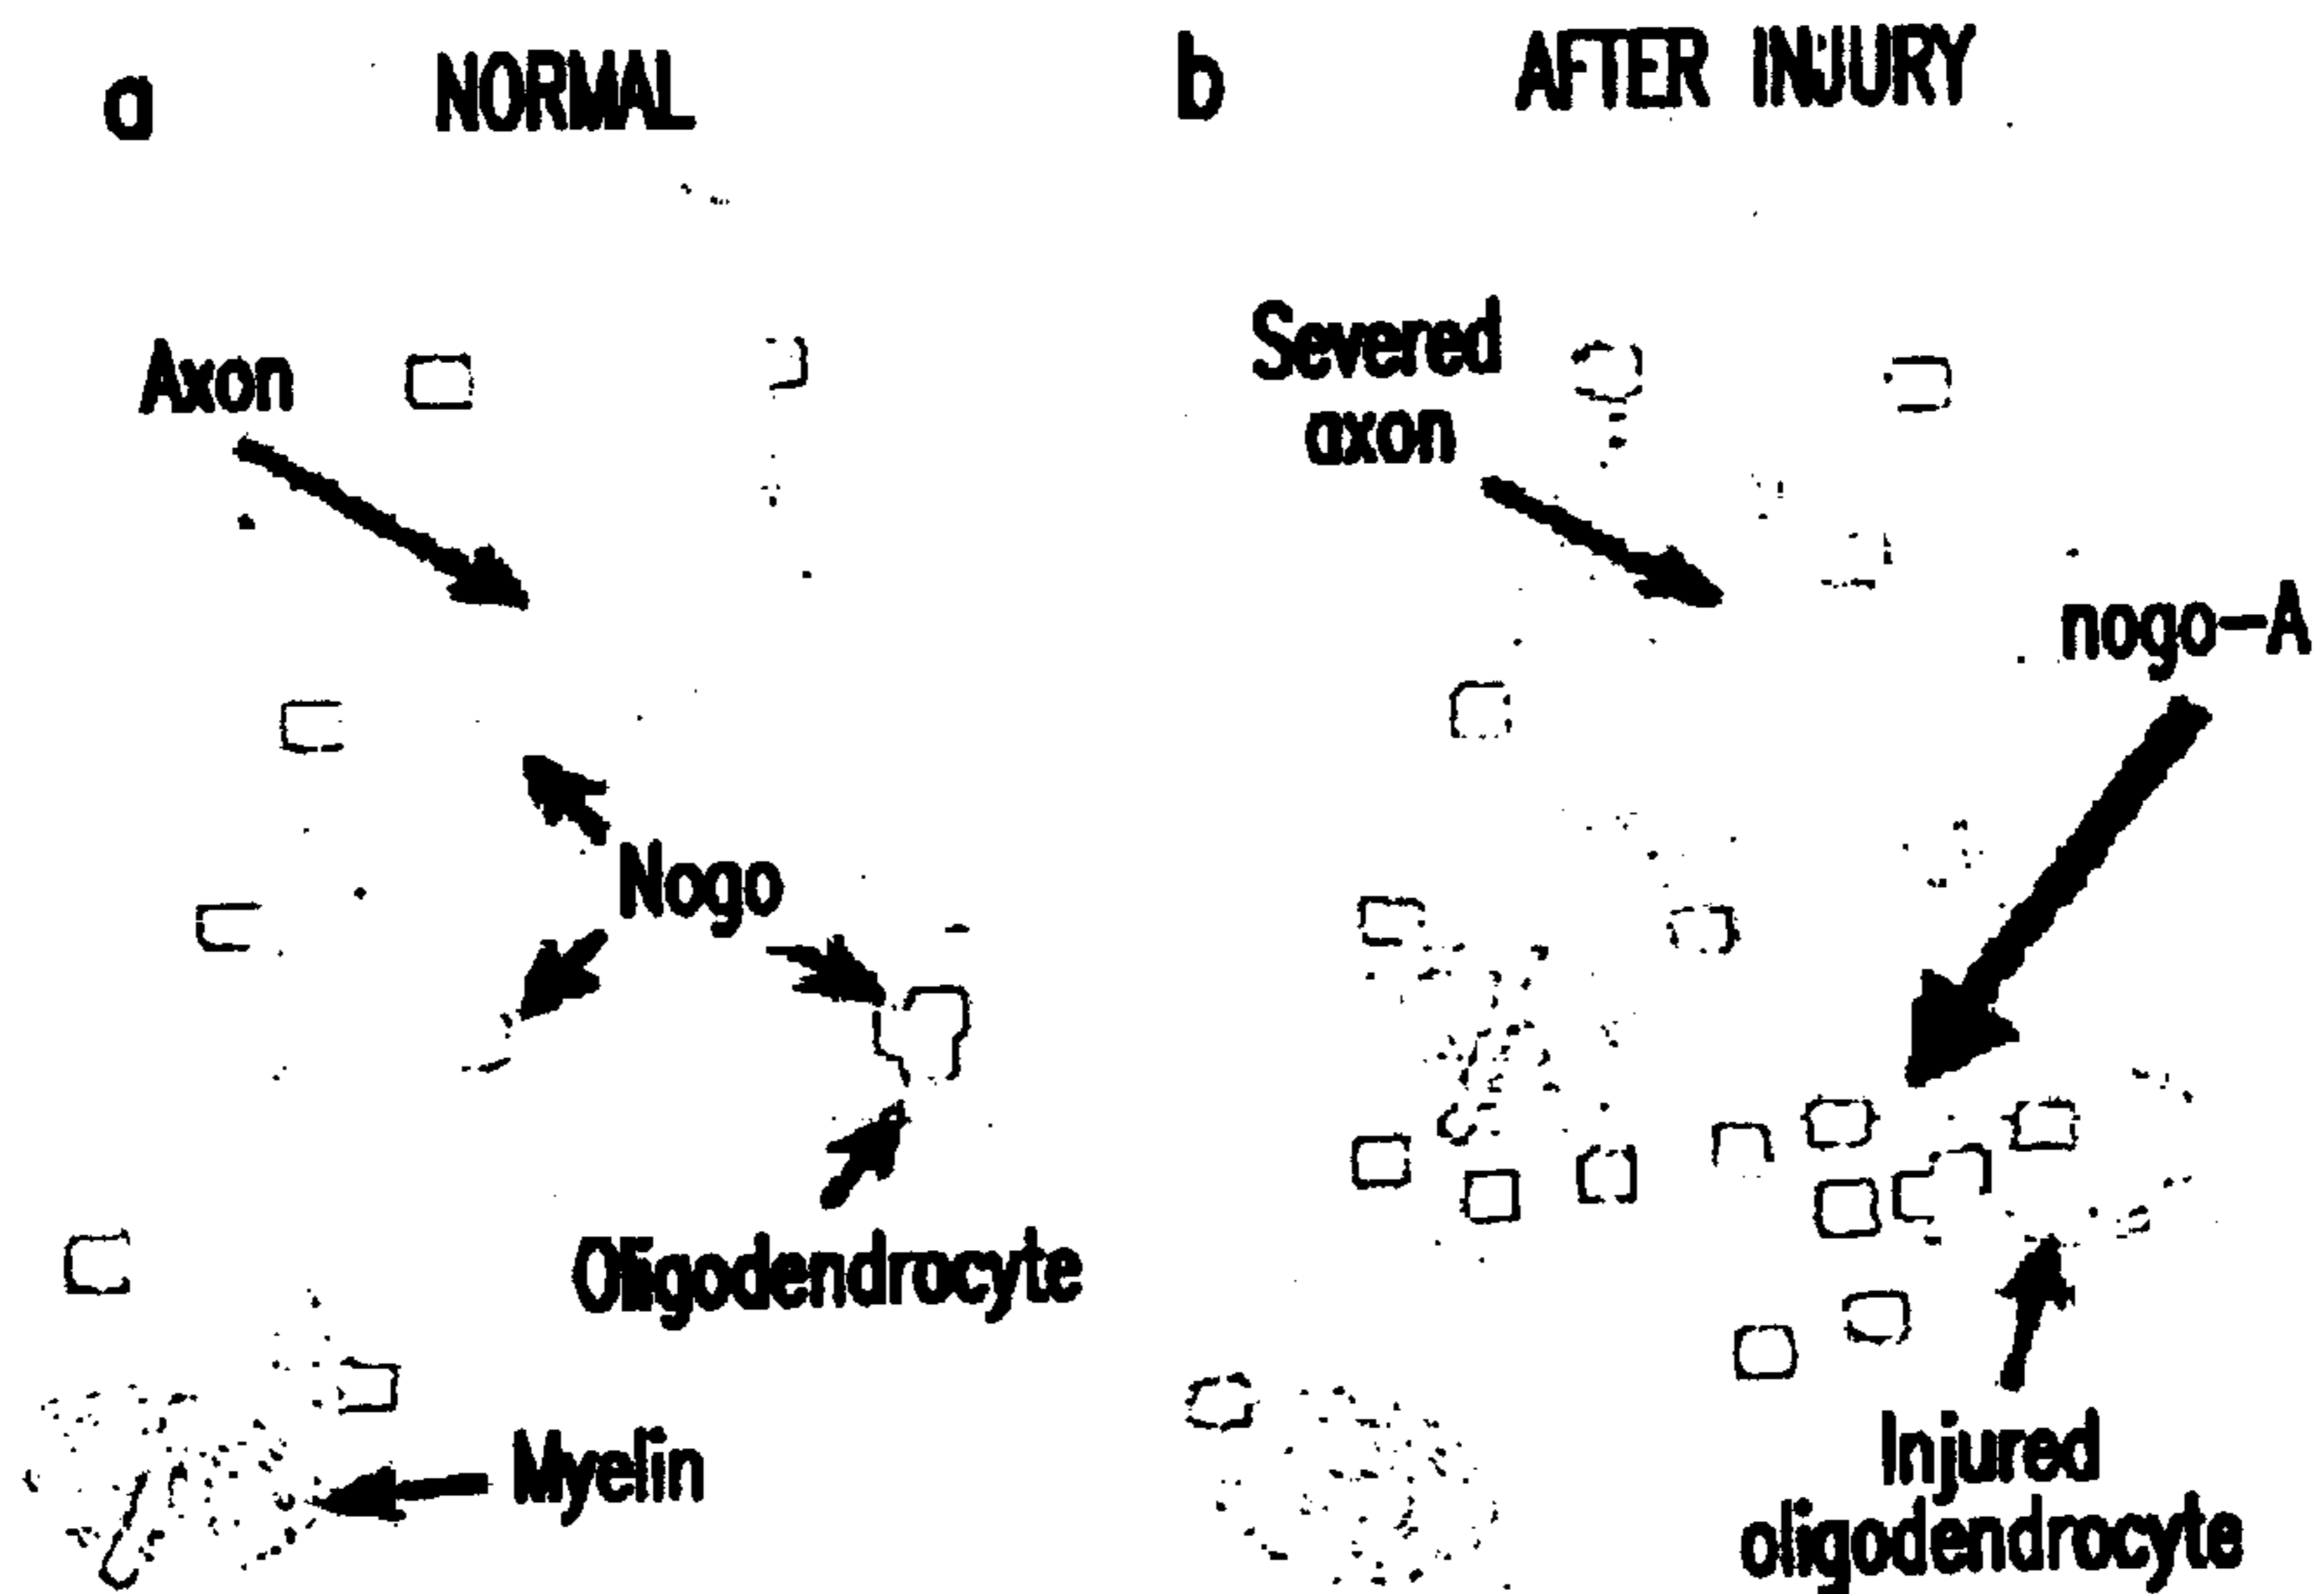 a NORMAL
Axon
Nogo
Oligodendrocyte
Myelin
b AFTER INJURY
Severed
axon
nogo-A
Injured
oligodendrocyte